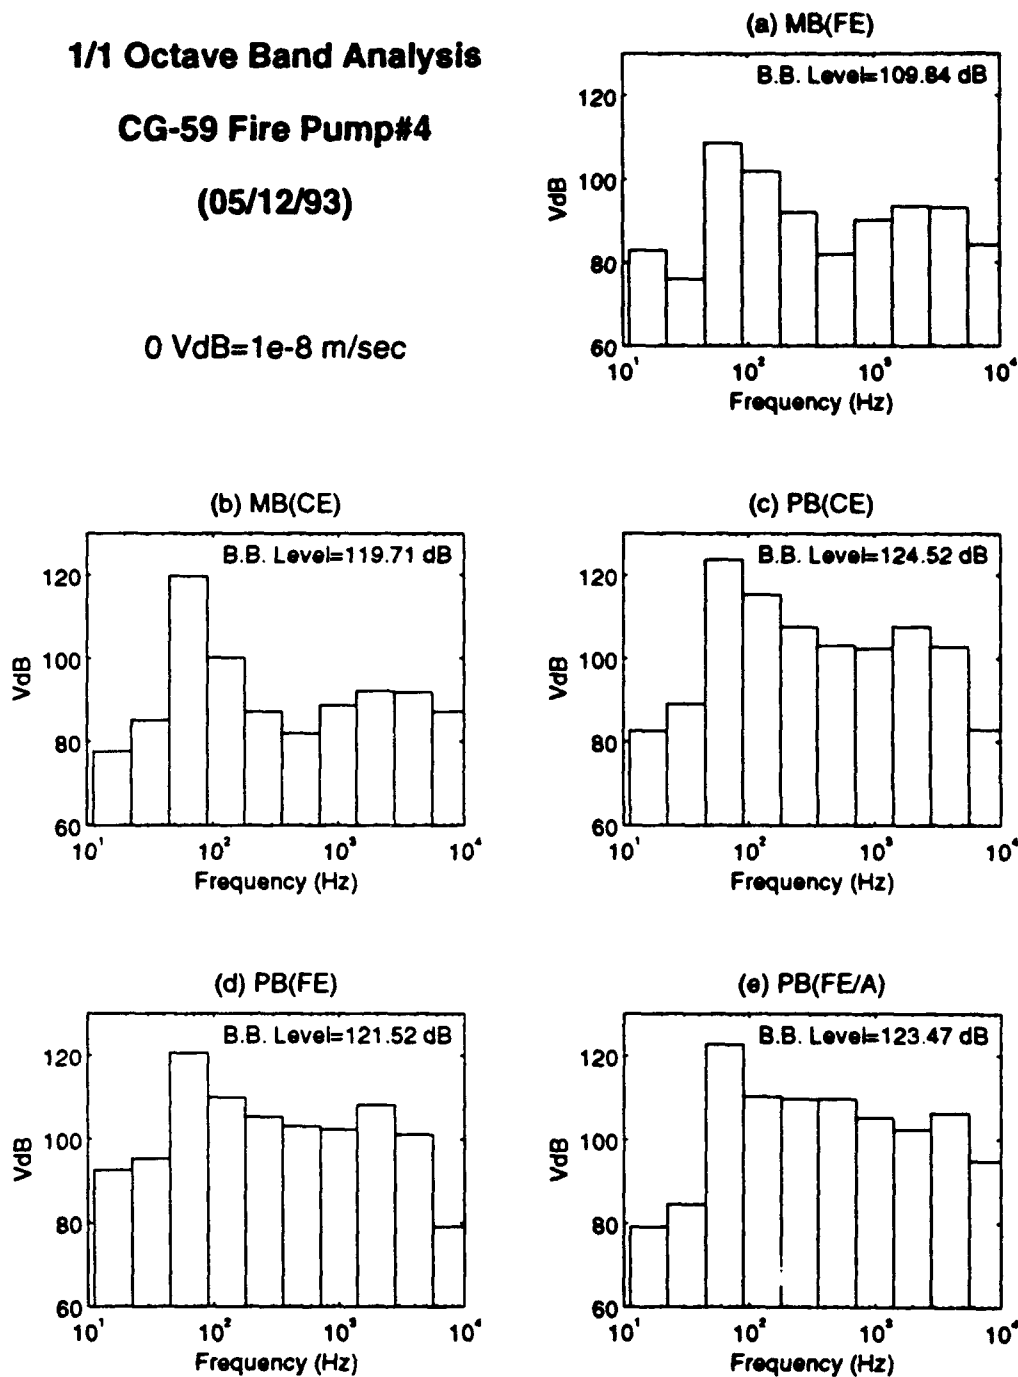 1/1 Octave Band Analysis
CG-59 Fire Pump#4
(05/12/93)
0 VdB=1e-8 m/sec
(a) MB(FE)
B.B. Level=109.84 dB
120
100
80
60
VdB
10¹ 10² 10³ 10⁴
Frequency (Hz)
(b) MB(CE)
B.B. Level=119.71 dB
120
100
80
60
VdB
10¹ 10² 10³ 10⁴
Frequency (Hz)
(c) PB(CE)
B.B. Level=124.52 dB
120
100
80
60
VdB
10¹ 10² 10³ 10⁴
Frequency (Hz)
(d) PB(FE)
B.B. Level=121.52 dB
120
100
80
60
VdB
10¹ 10² 10³ 10⁴
Frequency (Hz)
(e) PB(FE/A)
B.B. Level=123.47 dB
120
100
80
60
VdB
10¹ 10² 10³ 10⁴
Frequency (Hz)